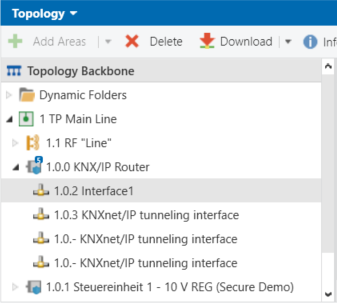 Topology
Add Areas Delete Download Inf
Topology Backbone
Dynamic Folders
1 TP Main Line
1.1 RF "Line"
1.0.0 KNX/IP Router
1.0.2 Interface1
1.0.3 KNXnet/IP tunneling interface
1.0.- KNXnet/IP tunneling interface
1.0.- KNXnet/IP tunneling interface
1.0.1 Steuereinheit 1 - 10 V REG (Secure Demo)